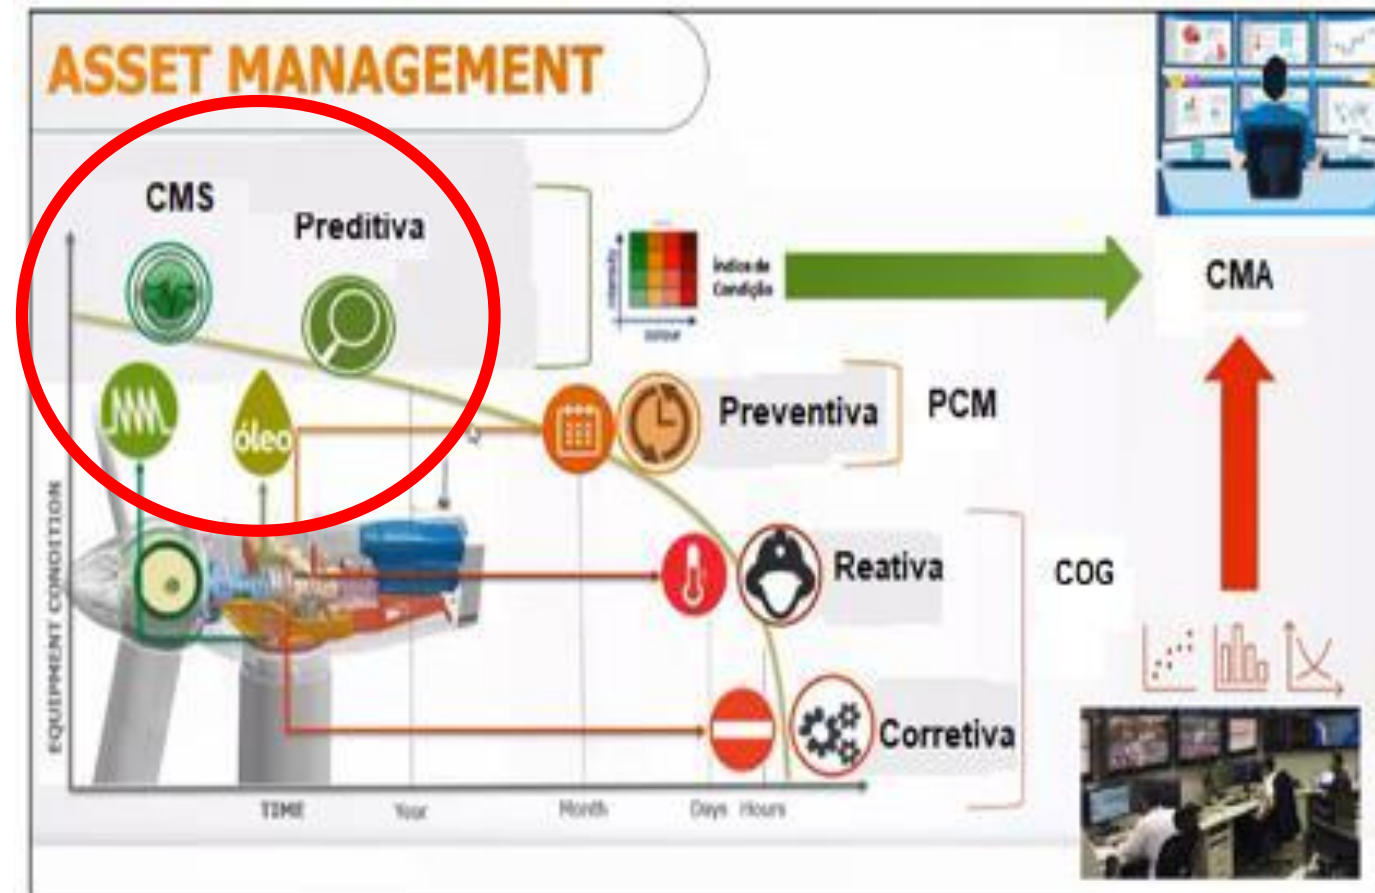 ASSET MANAGEMENT
CMS
Preditiva
Índice de
Condição
CMA
óleo
Preventiva
PCM
Reativa
COG
Corretiva
EQUIPMENT CONDITION
TIME
Year
Month
Days
Hours